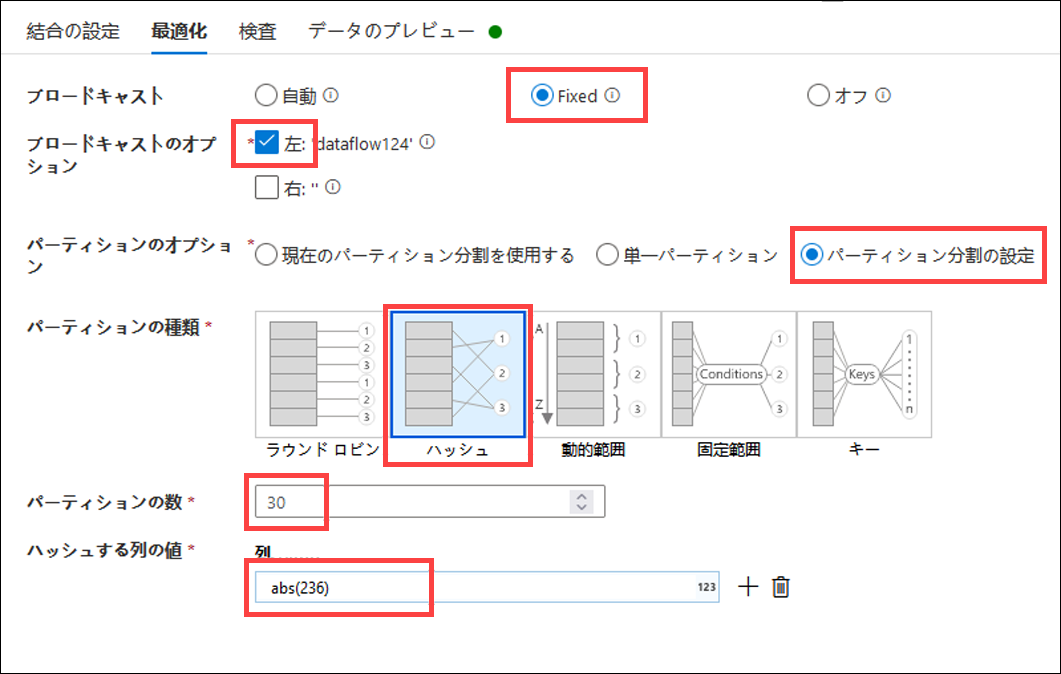 結合の設定 最適化 検査 データのプレビュー
ブロードキャスト 自動 Fixed オフ
ブロードキャストのオプ
ション
* 左: 'dataflow124'
右: ''
パーティションのオプショ
ン
* 現在のパーティション分割を使用する 単一パーティション パーティション分割の設定
パーティションの種類 *
1
2
3
1
2
3
1
2
3
A
Z
1
2
3
Conditions
1
2
3
Keys
1
n
ラウンド ロビン ハッシュ 動的範囲 固定範囲 キー
パーティションの数 * 30
ハッシュする列の値 * 列
abs(236) 123